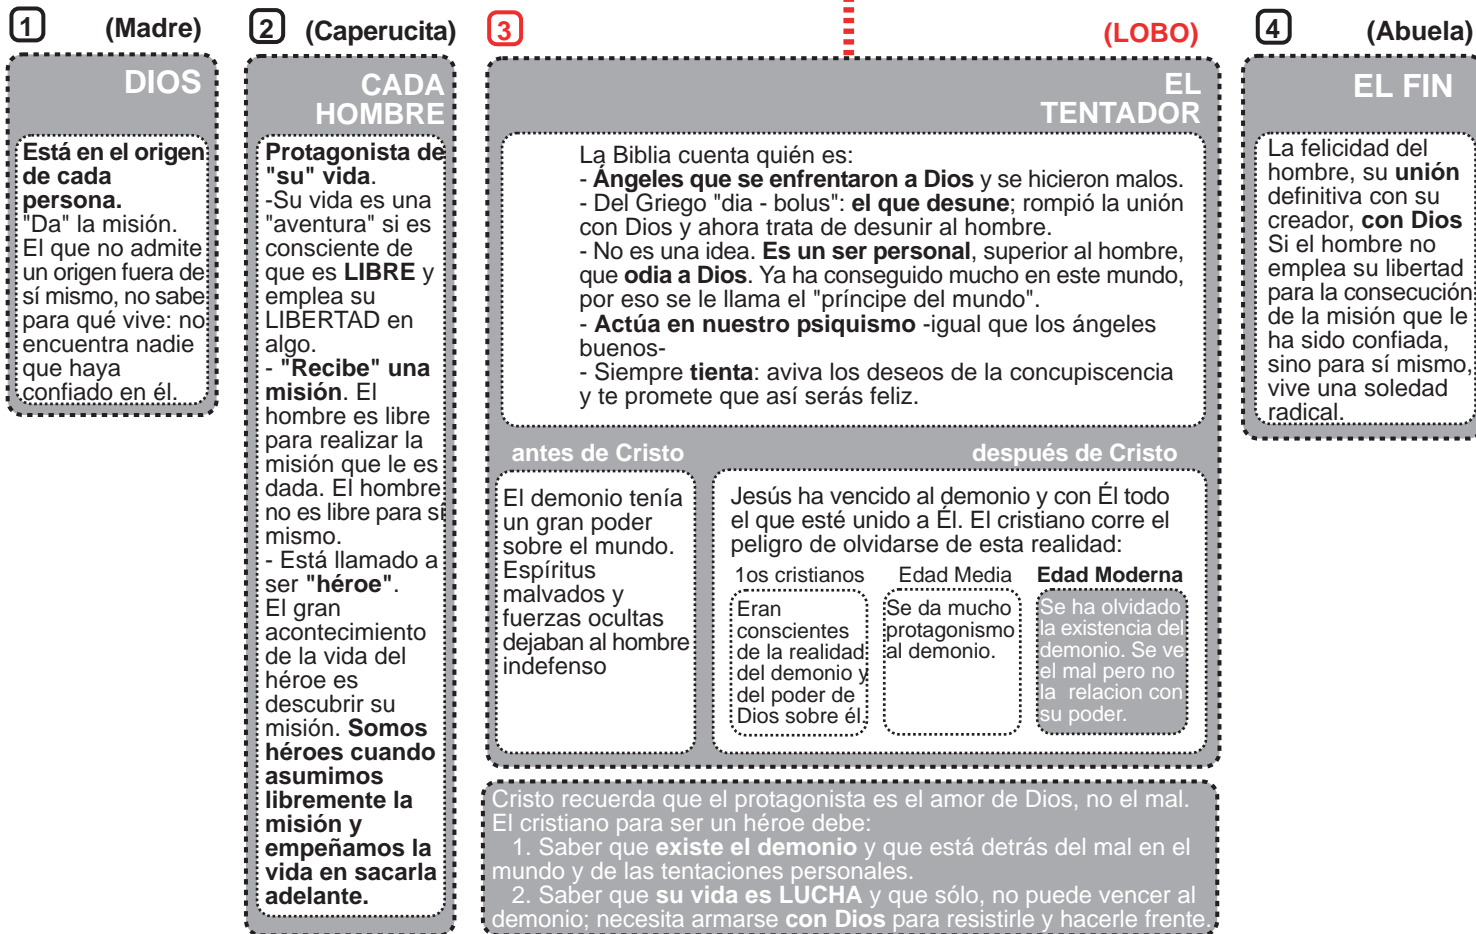 1 (Madre)
DIOS
Está en el origen
de cada
persona.
"Da" la misión.
El que no admite
un origen fuera de
sí mismo, no sabe
para qué vive: no
encuentra nadie
que haya
confiado en él.
2 (Caperucita)
CADA
HOMBRE
Protagonista de
"su" vida.
-Su vida es una
"aventura" si es
consciente de
que es LIBRE y
emplea su
LIBERTAD en
algo.
- "Recibe" una
misión. El
hombre es libre
para realizar la
misión que le es
dada. El hombre
no es libre para sí
mismo.
- Está llamado a
ser "héroe".
El gran
acontecimiento
de la vida del
héroe es
descubrir su
misión. Somos
héroes cuando
asumimos
libremente la
misión y
empeñamos la
vida en sacarla
adelante.
3 (LOBO)
EL
TENTADOR
La Biblia cuenta quién es:
- Ángeles que se enfrentaron a Dios y se hicieron malos.
- Del Griego "dia - bolus": el que desune; rompió la unión
con Dios y ahora trata de desunir al hombre.
- No es una idea. Es un ser personal, superior al hombre,
que odia a Dios. Ya ha conseguido mucho en este mundo,
por eso se le llama el "príncipe del mundo".
- Actúa en nuestro psiquismo -igual que los ángeles
buenos-
- Siempre tienta: aviva los deseos de la concupiscencia
y te promete que así serás feliz.
antes de Cristo
El demonio tenía
un gran poder
sobre el mundo.
Espíritus
malvados y
fuerzas ocultas
dejaban al hombre
indefenso
después de Cristo
Jesús ha vencido al demonio y con Él todo
el que esté unido a Él. El cristiano corre el
peligro de olvidarse de esta realidad:
1os cristianos
Eran
conscientes
de la realidad
del demonio y
del poder de
Dios sobre él.
Edad Media
Se da mucho
protagonismo
al demonio.
Edad Moderna
Se ha olvidado
la existencia del
demonio. Se ve
el mal pero no
la relacion con
su poder.
Cristo recuerda que el protagonista es el amor de Dios, no el mal.
El cristiano para ser un héroe debe:
1. Saber que existe el demonio y que está detrás del mal en el
mundo y de las tentaciones personales.
2. Saber que su vida es LUCHA y que sólo, no puede vencer al
demonio; necesita armarse con Dios para resistirle y hacerle frente.
4 (Abuela)
EL FIN
La felicidad del
hombre, su unión
definitiva con su
creador, con Dios
Si el hombre no
emplea su libertad
para la consecución
de la misión que le
ha sido confiada,
sino para sí mismo,
vive una soledad
radical.